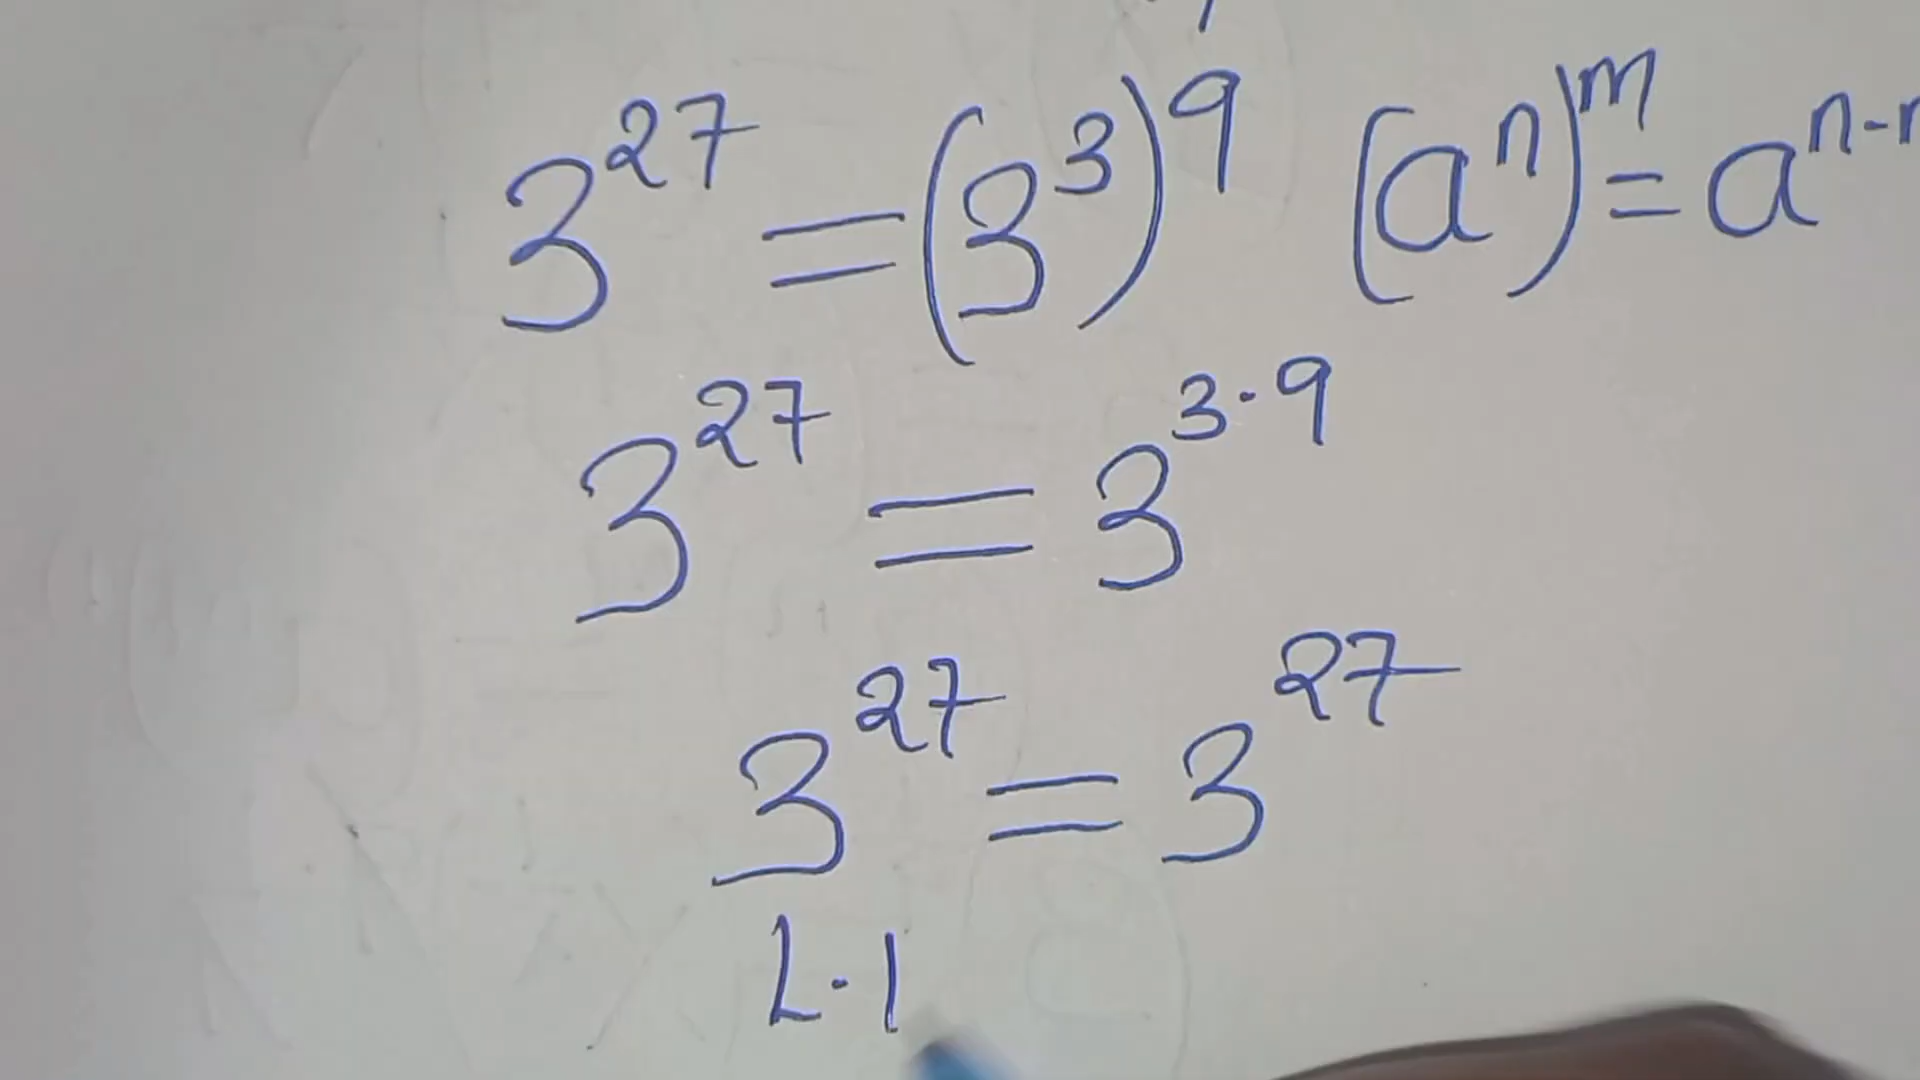 3^27 = (3^3)^9 (a^n)^m = a^n·
3^27 = 3^3·9
3^27 = 3^27
L·1